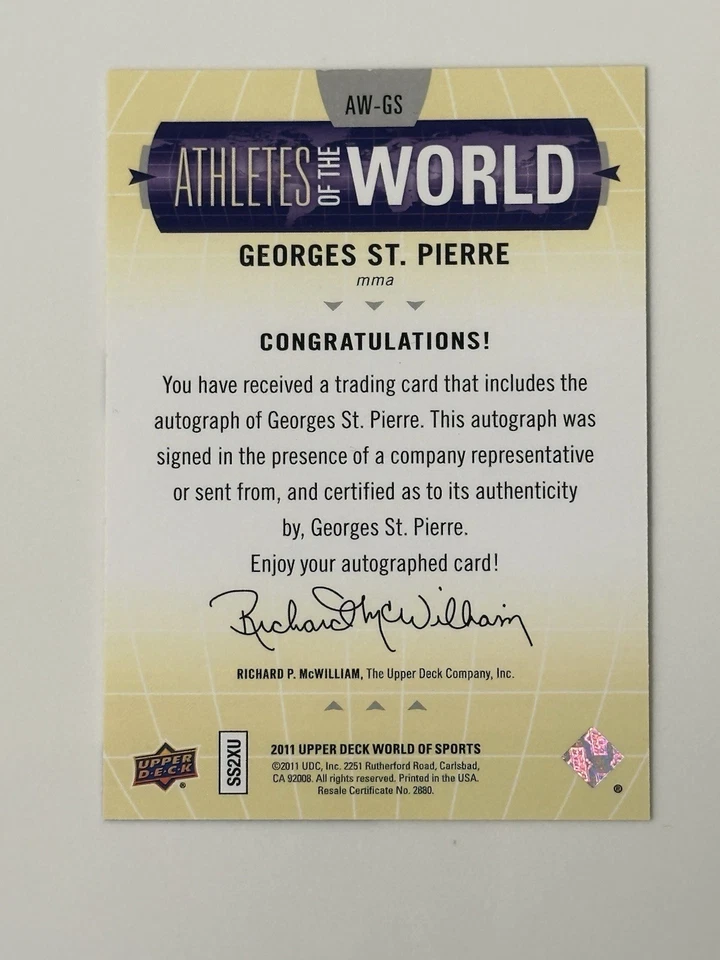 AW-GS
ATHLETES OF THE WORLD
GEORGES ST. PIERRE
mma
CONGRATULATIONS!
You have received a trading card that includes the
autograph of Georges St. Pierre. This autograph was
signed in the presence of a company representative
or sent from, and certified as to its authenticity
by, Georges St. Pierre.
Enjoy your autographed card!
Richard McWilliam
RICHARD P. McWILLIAM, The Upper Deck Company, Inc.
UPPER
D·E·C·K
®
SS2XU
2011 UPPER DECK WORLD OF SPORTS
©2011 UDC, Inc. 2251 Rutherford Road, Carlsbad,
CA 92008. All rights reserved. Printed in the USA.
Resale Certificate No. 2880.
®